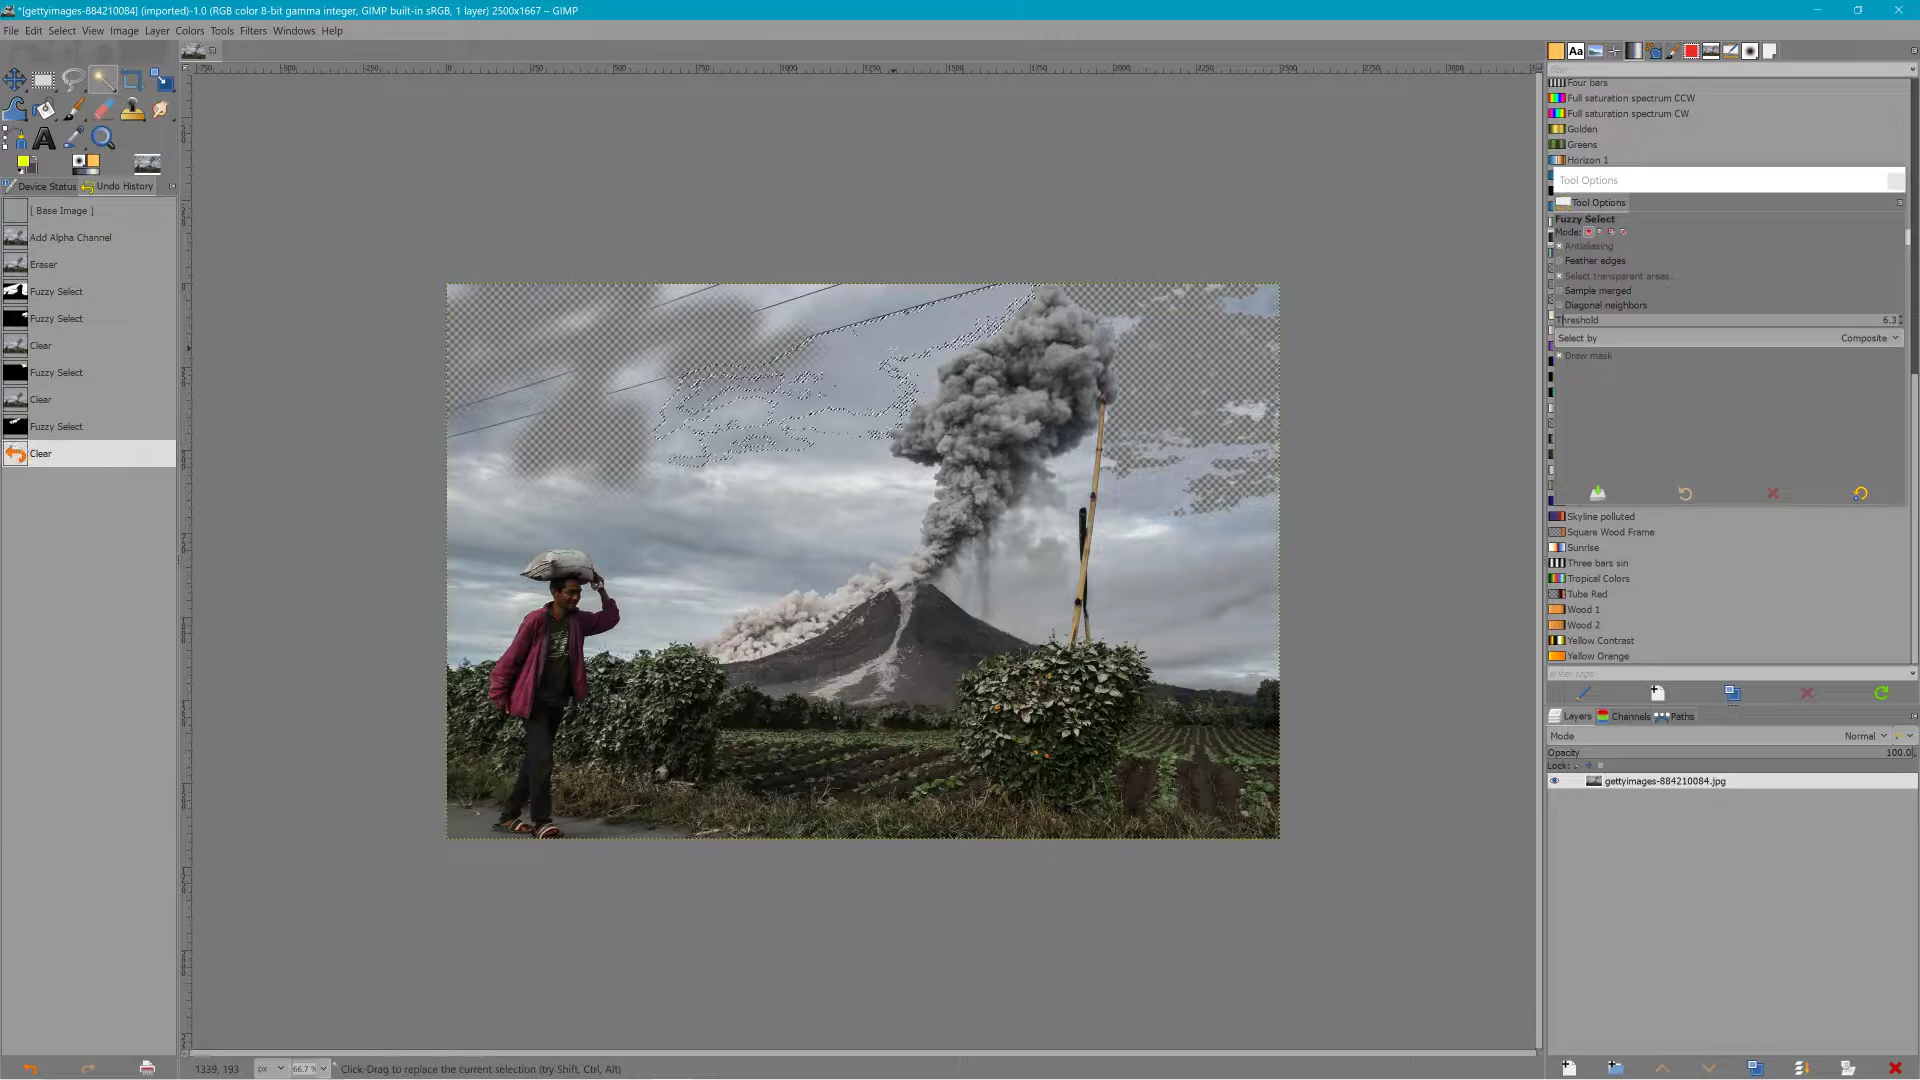 *[gettyimages-884210084] (imported)-1.0 (RGB color 8-bit gamma integer, GIMP built-in sRGB, 1 layer) 2500x1667 – GIMP
File Edit Select View Image Layer Colors Tools Filters Windows Help
Device Status Undo History
[ Base Image ]
Add Alpha Channel
Eraser
Fuzzy Select
Fuzzy Select
Clear
Fuzzy Select
Clear
Fuzzy Select
Clear
1339, 193 px 66.7 % Click-Drag to replace the current selection (try Shift, Ctrl, Alt)
Aa
filter
Four bars
Full saturation spectrum CCW
Full saturation spectrum CW
Golden
Greens
Horizon 1
Tool Options
Tool Options
Fuzzy Select
Mode:
Antialiasing
Feather edges
Select transparent areas
Sample merged
Diagonal neighbors
Threshold 6.3
Select by Composite
Draw mask
Skyline polluted
Square Wood Frame
Sunrise
Three bars sin
Tropical Colors
Tube Red
Wood 1
Wood 2
Yellow Contrast
Yellow Orange
enter tags
Layers Channels Paths
Mode Normal
Opacity 100.0
Lock:
gettyimages-884210084.jpg